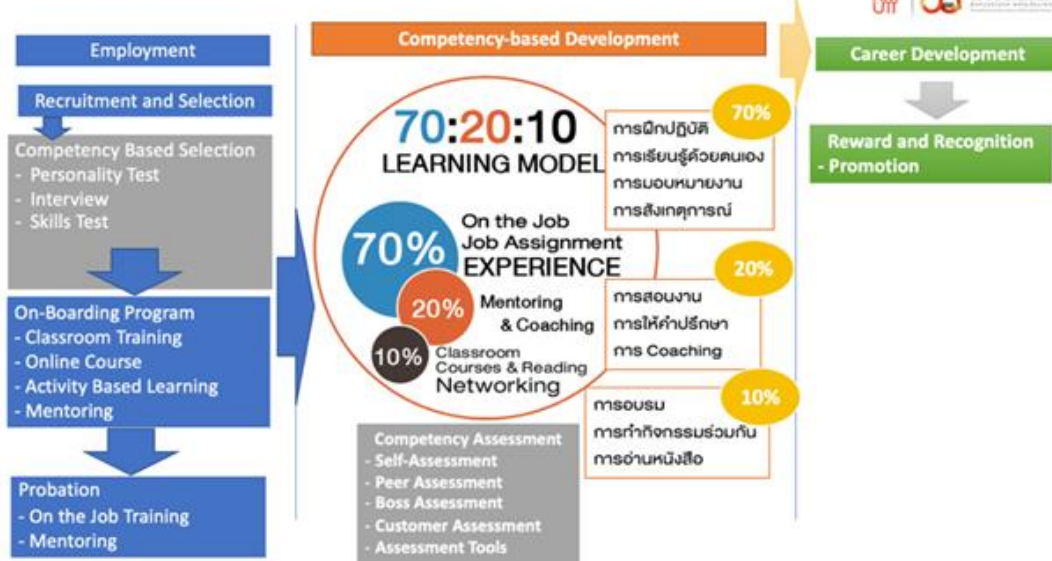 Employment
Recruitment and Selection
Competency Based Selection
- Personality Test
- Interview
- Skills Test
On-Boarding Program
- Classroom Training
- Online Course
- Activity Based Learning
- Mentoring
Probation
- On the Job Training
- Mentoring
Competency-based Development
70:20:10
LEARNING MODEL
70%
On the Job
Job Assignment
EXPERIENCE
20%
Mentoring
& Coaching
10%
Classroom
Courses & Reading
Networking
70%
การฝึกปฏิบัติ
การเรียนรู้ด้วยตนเอง
การมอบหมายงาน
การสังเกตุการณ์
20%
การสอนงาน
การให้คำปรึกษา
การ Coaching
10%
การอบรม
การทำกิจกรรมร่วมกัน
การอ่านหนังสือ
Competency Assessment
- Self-Assessment
- Peer Assessment
- Boss Assessment
- Customer Assessment
- Assessment Tools
Career Development
Reward and Recognition
- Promotion